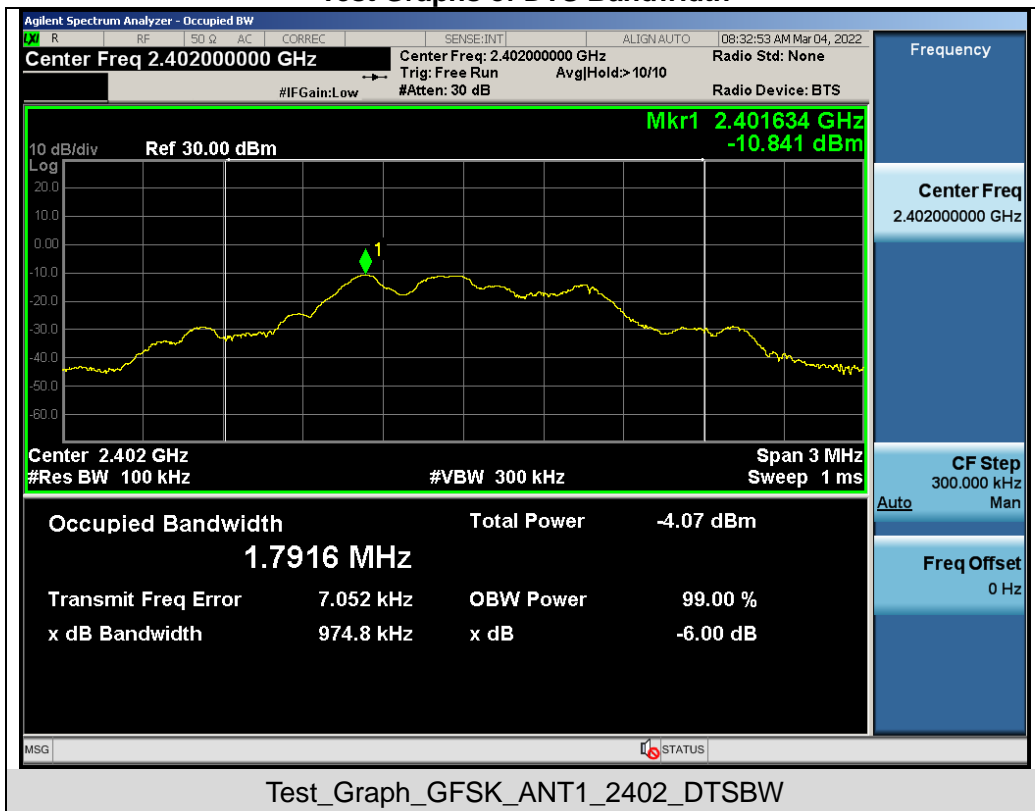 Test Graphs of DTS Bandwidth
Agilent Spectrum Analyzer - Occupied BW
LXI R RF 50 Ω AC CORREC SENSE:INT ALIGN AUTO 08:32:53 AM Mar 04, 2022
Center Freq 2.402000000 GHz
Center Freq: 2.402000000 GHz
Radio Std: None
Trig: Free Run Avg|Hold:> 10/10
#IFGain:Low #Atten: 30 dB Radio Device: BTS
Mkr1 2.401634 GHz
-10.841 dBm
10 dB/div Ref 30.00 dBm
Log
20.0
10.0
0.00
-10.0
-20.0
-30.0
-40.0
-50.0
-60.0
1
Center 2.402 GHz Span 3 MHz
#Res BW 100 kHz #VBW 300 kHz Sweep 1 ms
Occupied Bandwidth Total Power -4.07 dBm
1.7916 MHz
Transmit Freq Error 7.052 kHz OBW Power 99.00 %
x dB Bandwidth 974.8 kHz x dB -6.00 dB
Frequency
Center Freq
2.402000000 GHz
CF Step
300.000 kHz
Auto Man
Freq Offset
0 Hz
MSG STATUS
Test_Graph_GFSK_ANT1_2402_DTSBW